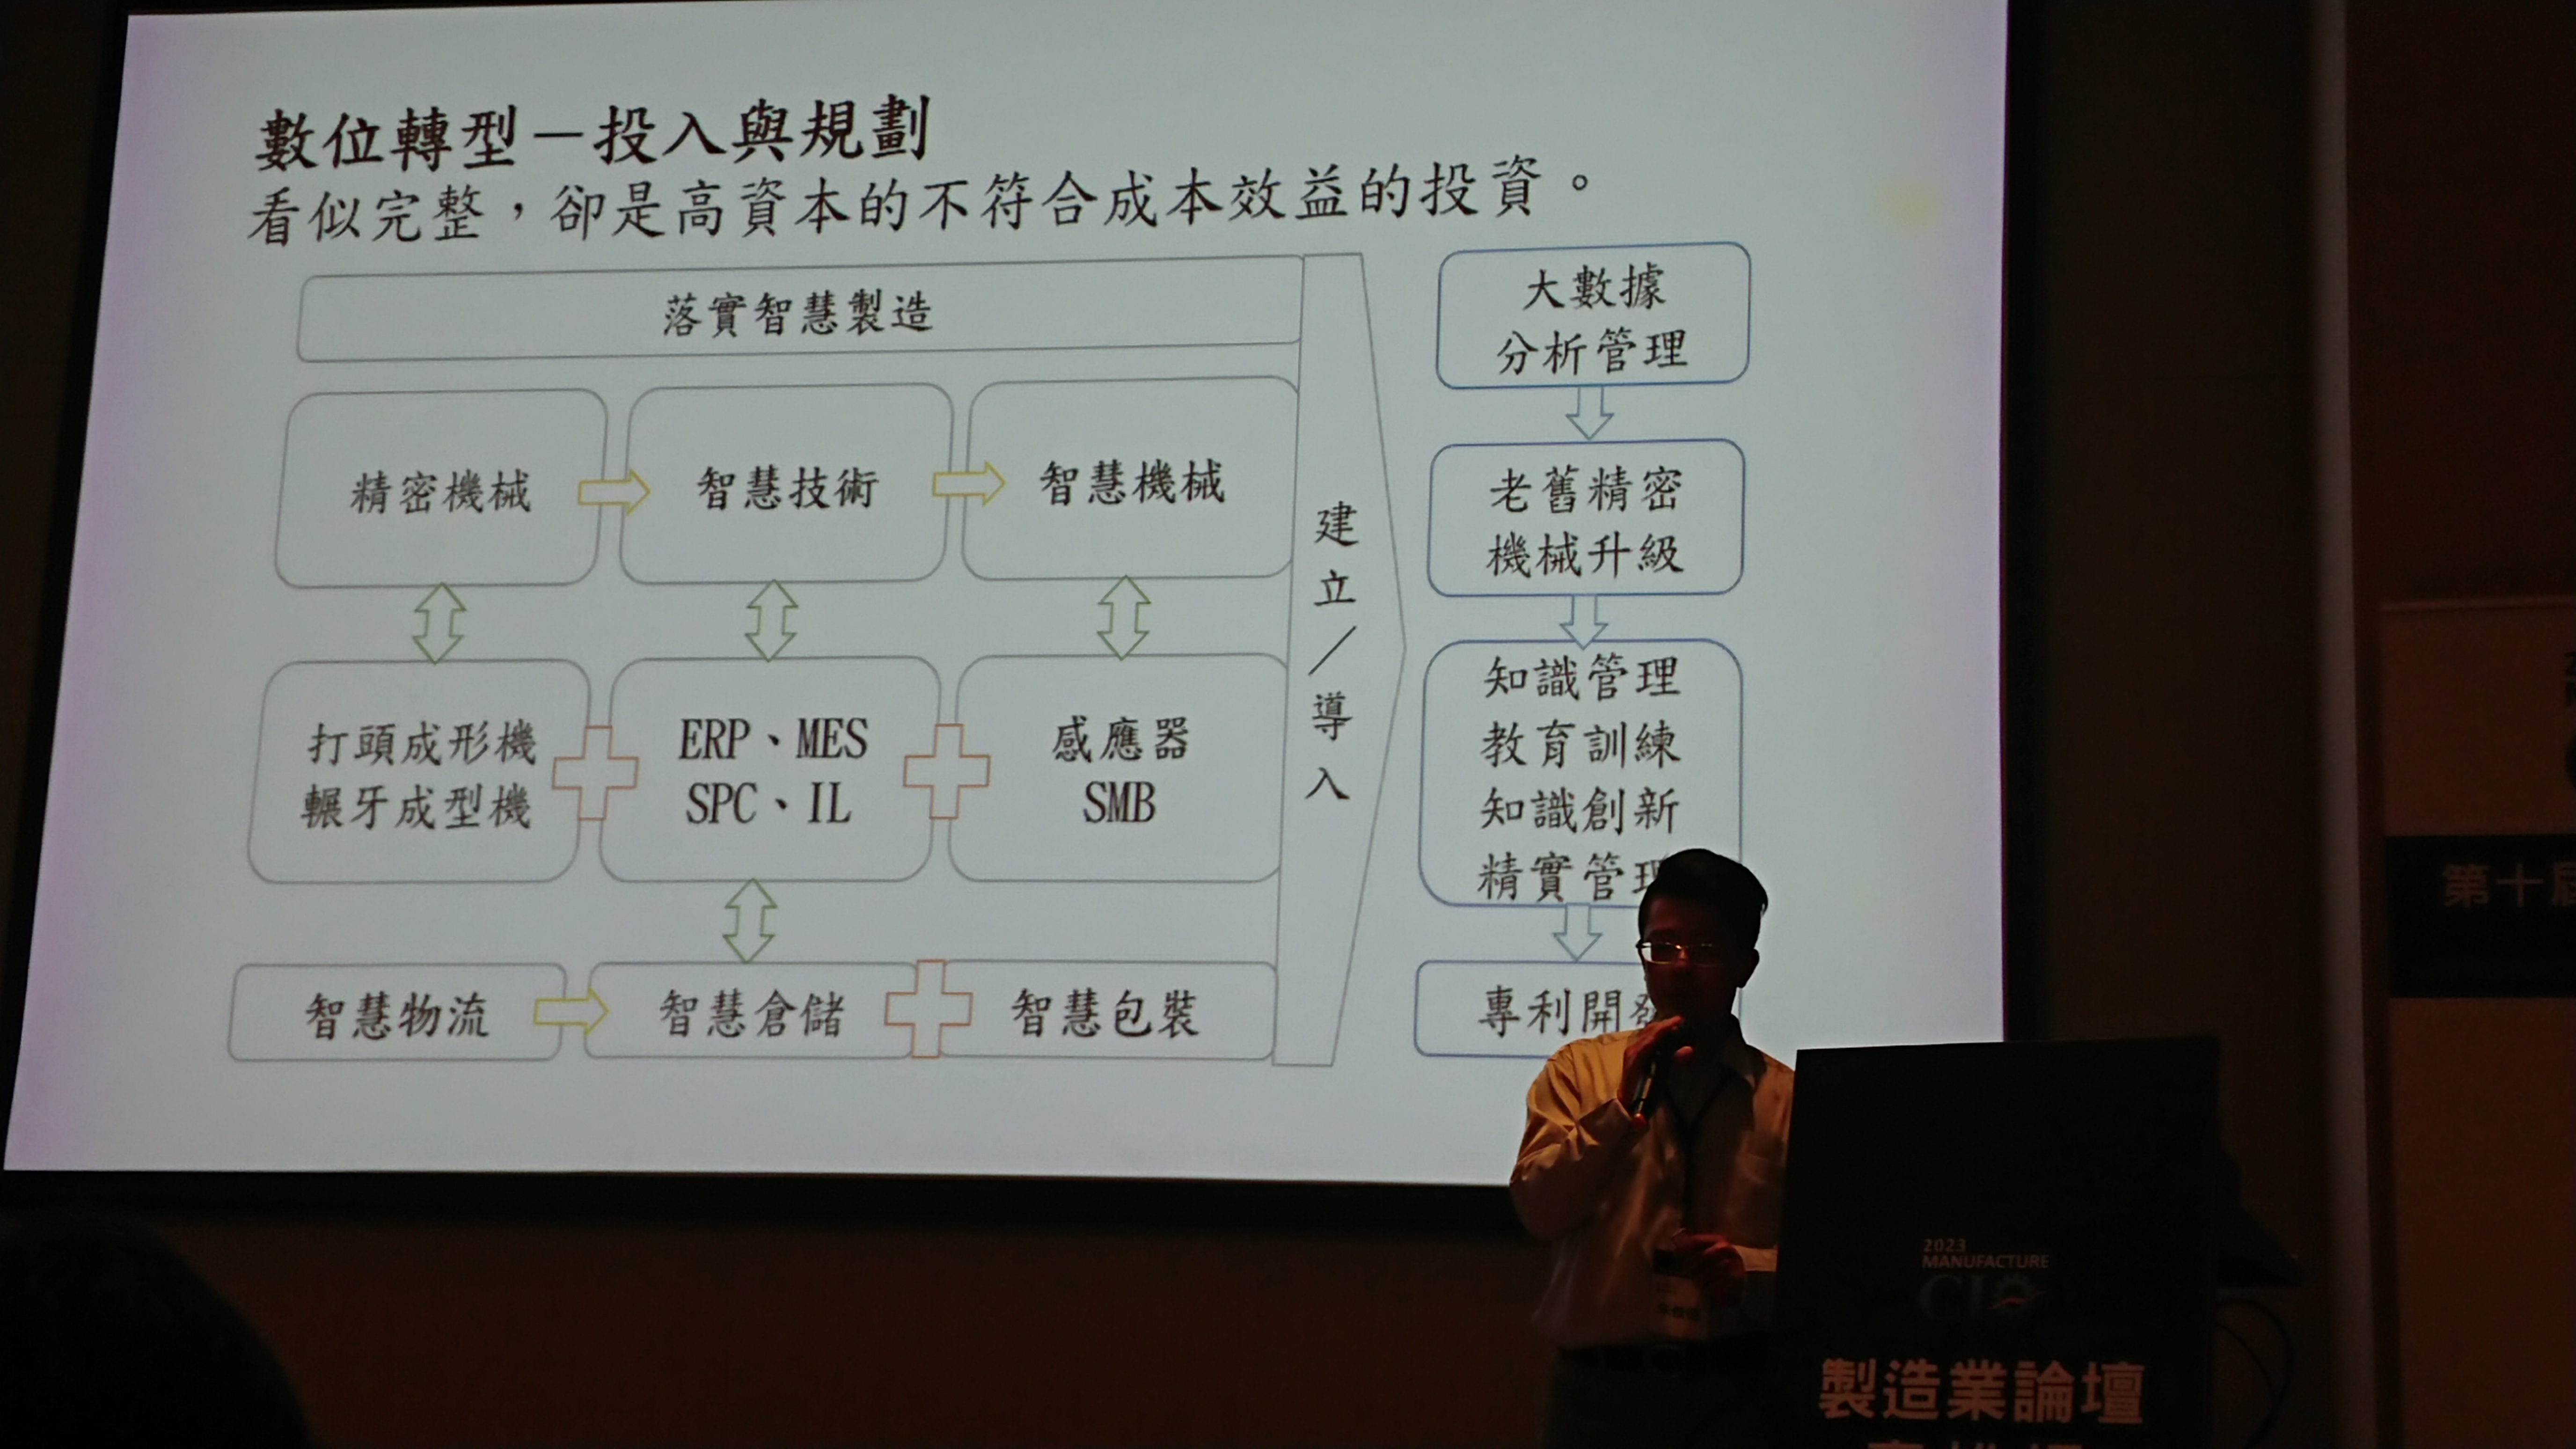 數位轉型－投入與規劃
看似完整，卻是高資本的不符合成本效益的投資。
落實智慧製造
精密機械
智慧技術
智慧機械
打頭成形機
輾牙成型機
ERP、MES
SPC、IL
感應器
SMB
智慧物流
智慧倉儲
智慧包裝
建立／導入
大數據
分析管理
老舊精密
機械升級
知識管理
教育訓練
知識創新
精實管理
專利開發
第十屆
2023
MANUFACTURE
CIO
製造業論壇